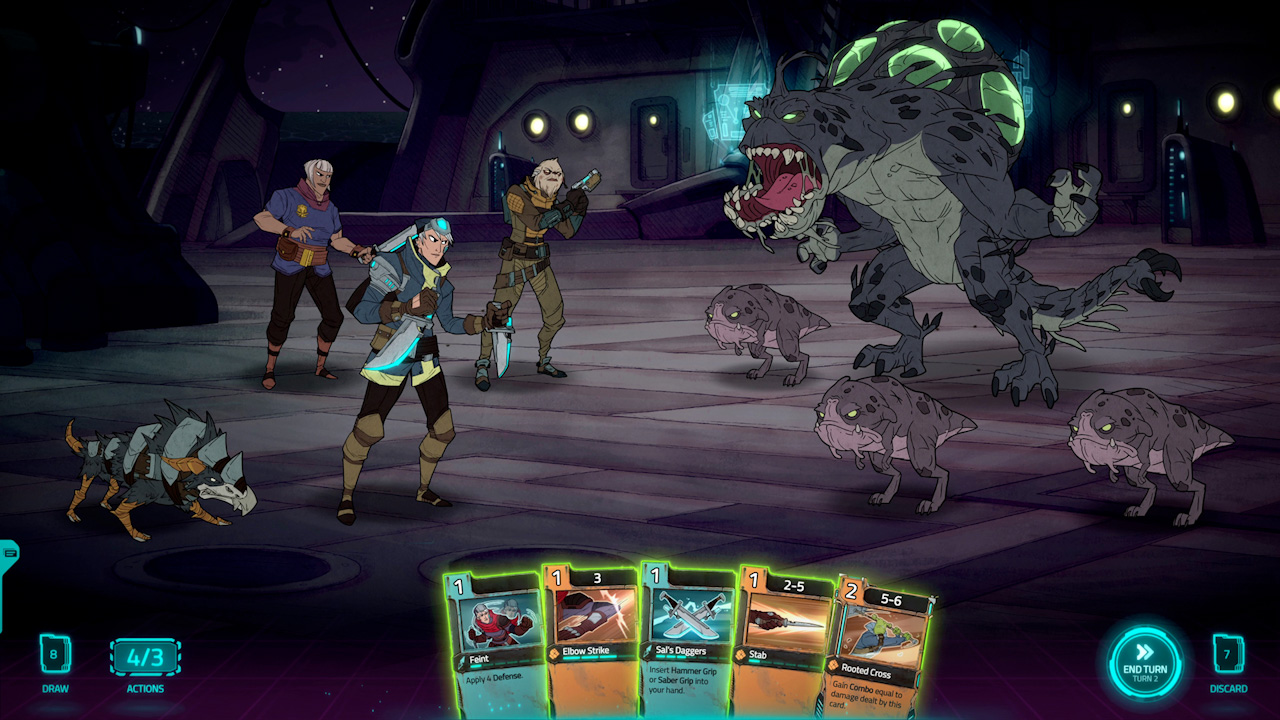 1
Feint
Apply 4 Defense.
1
3
Elbow Strike
1
Sal's Daggers
Insert Hammer Grip
or Saber Grip into
your hand.
1
2-5
Stab
2
5-6
Rooted Cross
Gain Combo equal to
damage dealt by this
card.
8
DRAW
4/3
ACTIONS
END TURN
TURN 2
7
DISCARD